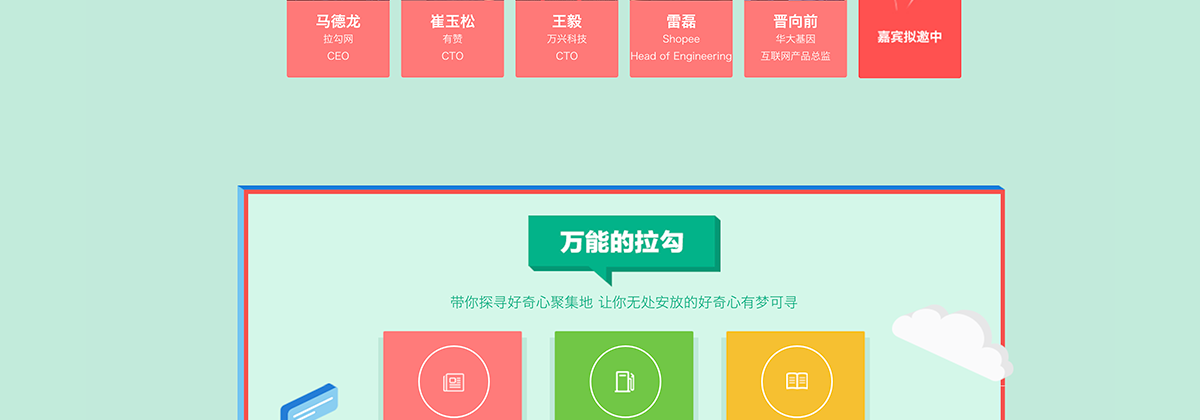 马德龙
拉勾网
CEO
崔玉松
有赞
CTO
王毅
万兴科技
CTO
雷磊
Shopee
Head of Engineering
晋向前
华大基因
互联网产品总监
嘉宾拟邀中
万能的拉勾
带你探寻好奇心聚集地 让你无处安放的好奇心有梦可寻